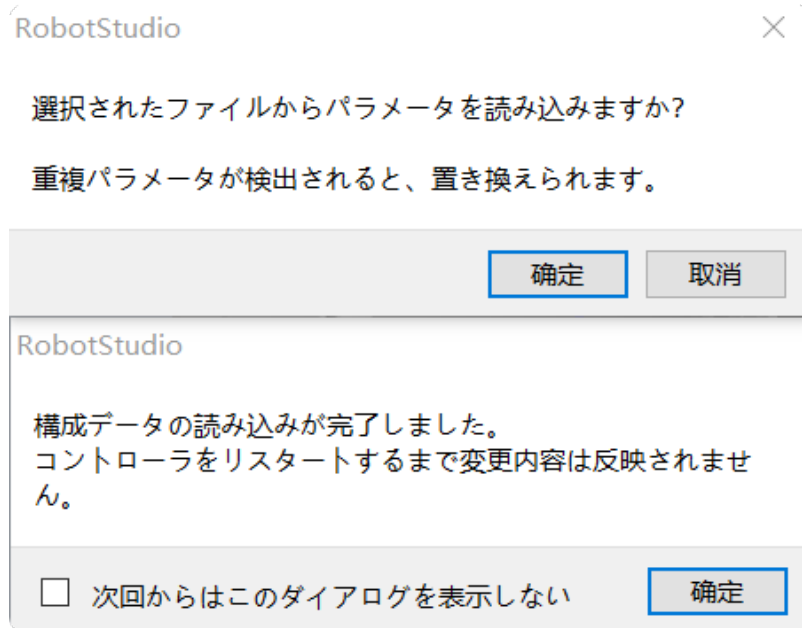 RobotStudio
選択されたファイルからパラメータを読み込みますか?
重複パラメータが検出されると、置き換えられます。
确定
取消
RobotStudio
構成データの読み込みが完了しました。
コントローラをリスタートするまで変更内容は反映されませ
ん。
次回からはこのダイアログを表示しない
确定